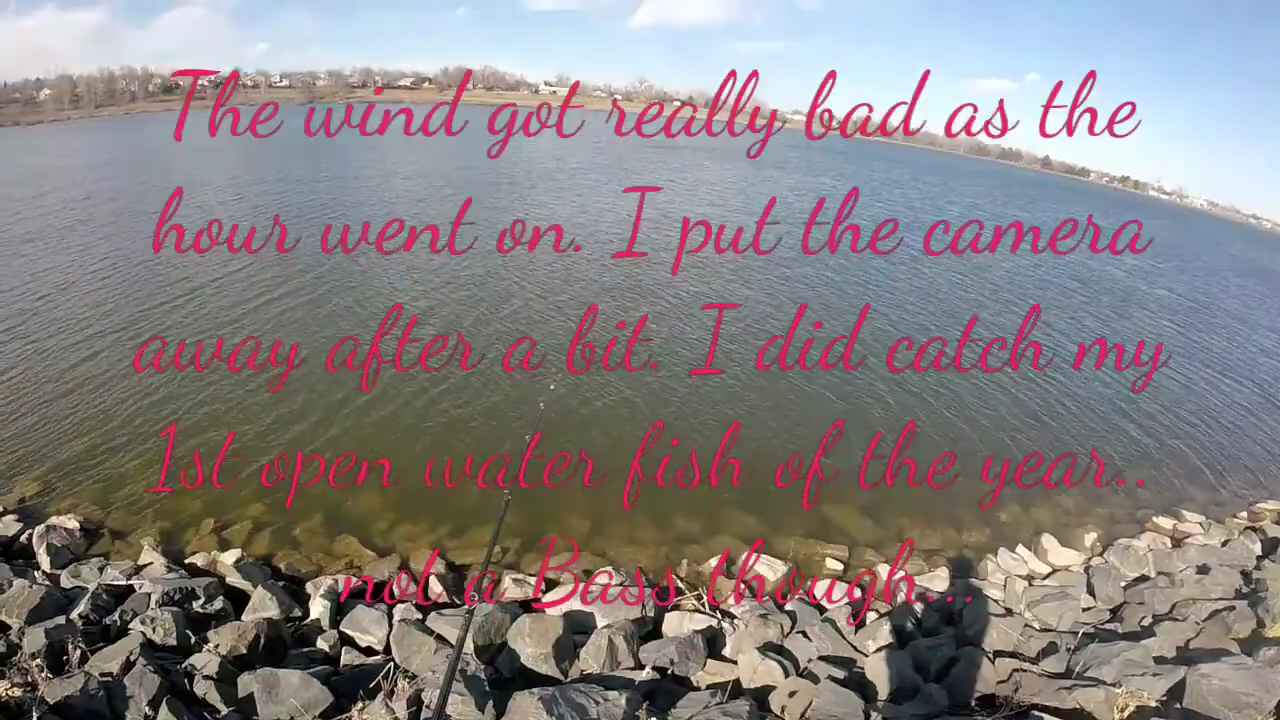 The wind got really bad as the
hour went on. I put the camera
away after a bit. I did catch my
1st open water fish of the year..
not a Bass though...